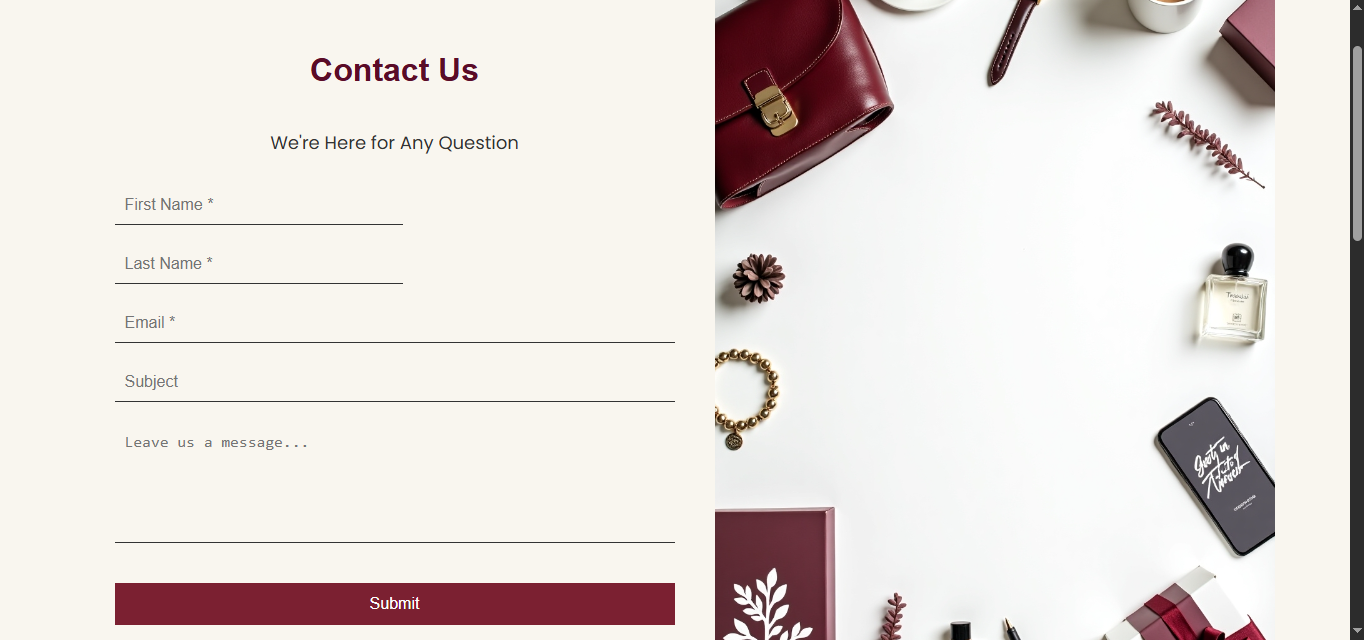 Contact Us
We're Here for Any Question
First Name *
Last Name *
Email *
Subject
Leave us a message...
Submit